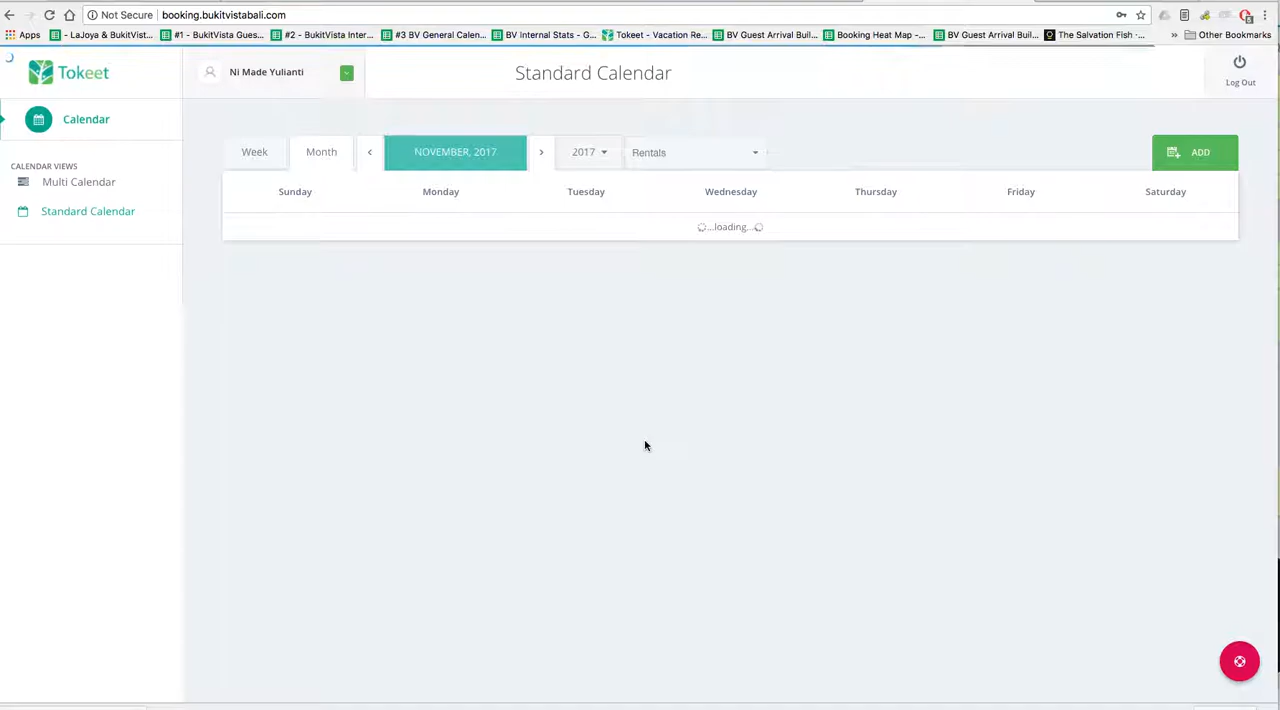 Not Secure booking.bukitvistabali.com
Apps - LaJoya & BukitVist... #1 - BukitVista Gues... #2 - BukitVista Inter... #3 BV General Calen... BV Internal Stats - G... Tokeet - Vacation Re... BV Guest Arrival Buil... Booking Heat Map -... BV Guest Arrival Buil... The Salvation Fish -... » Other Bookmarks
Tokeet
Ni Made Yulianti
Standard Calendar
Log Out
Calendar
CALENDAR VIEWS
Multi Calendar
Standard Calendar
Week Month < NOVEMBER, 2017 > 2017 Rentals ADD
Sunday Monday Tuesday Wednesday Thursday Friday Saturday
...loading...